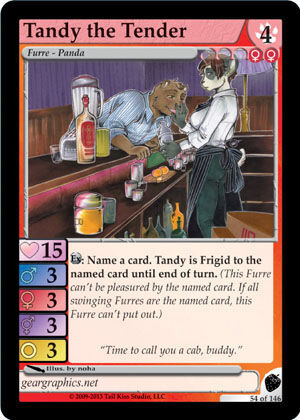 Tandy the Tender
4
Furre - Panda
15
3
3
3
3
: Name a card. Tandy is Frigid to the
named card until end of turn. (This Furre
can't be pleasured by the named card. If all
swinging Furres are the named card, this
Furre can't put out.)
"Time to call you a cab, buddy."
Illus. by noha
geargraphics.net
© 2009-2013 Tail Kiss Studio, LLC
54 of 146